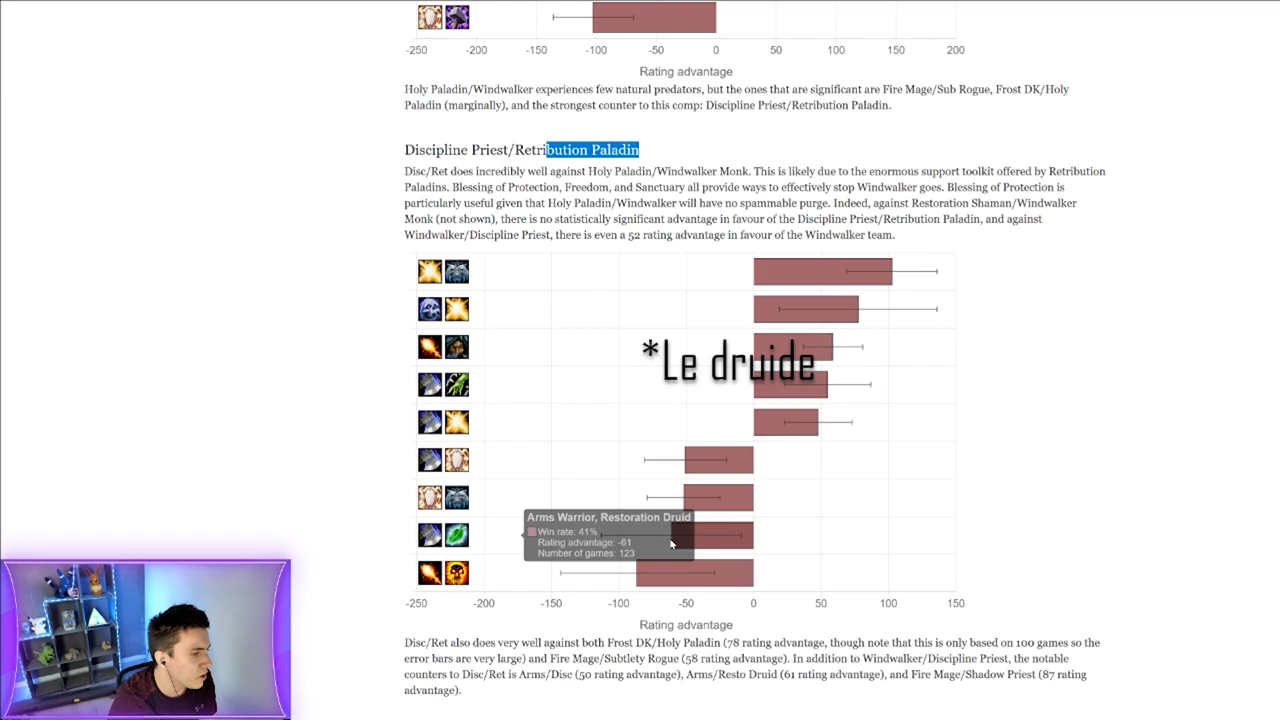 -250 -200 -150 -100 -50 0 50 100 150 200
Rating advantage
Holy Paladin/Windwalker experiences few natural predators, but the ones that are significant are Fire Mage/Sub Rogue, Frost DK/Holy
Paladin (marginally), and the strongest counter to this comp: Discipline Priest/Retribution Paladin.
Discipline Priest/Retribution Paladin
Disc/Ret does incredibly well against Holy Paladin/Windwalker Monk. This is likely due to the enormous support toolkit offered by Retribution
Paladins. Blessing of Protection, Freedom, and Sanctuary all provide ways to effectively stop Windwalker goes. Blessing of Protection is
particularly useful given that Holy Paladin/Windwalker will have no spammable purge. Indeed, against Restoration Shaman/Windwalker
Monk (not shown), there is no statistically significant advantage in favour of the Discipline Priest/Retribution Paladin, and against
Windwalker/Discipline Priest, there is even a 52 rating advantage in favour of the Windwalker team.
*Le druide
Arms Warrior, Restoration Druid
Win rate: 41%
Rating advantage: -61
Number of games: 123
-250 -200 -150 -100 -50 0 50 100 150
Rating advantage
Disc/Ret also does very well against both Frost DK/Holy Paladin (78 rating advantage, though note that this is only based on 100 games so the
error bars are very large) and Fire Mage/Subtlety Rogue (58 rating advantage). In addition to Windwalker/Discipline Priest, the notable
counters to Disc/Ret is Arms/Disc (50 rating advantage), Arms/Resto Druid (61 rating advantage), and Fire Mage/Shadow Priest (87 rating
advantage).